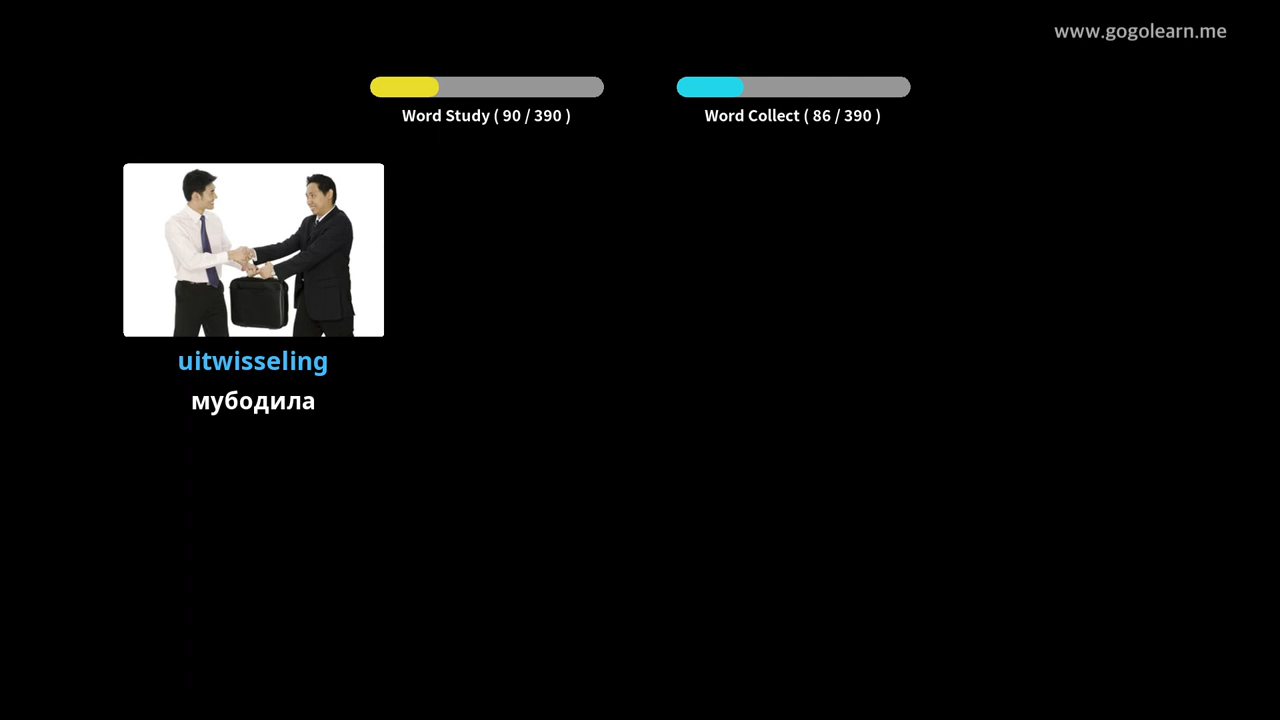 www.gogolearn.me
Word Study ( 90 / 390 )
Word Collect ( 86 / 390 )
uitwisseling
мубодила